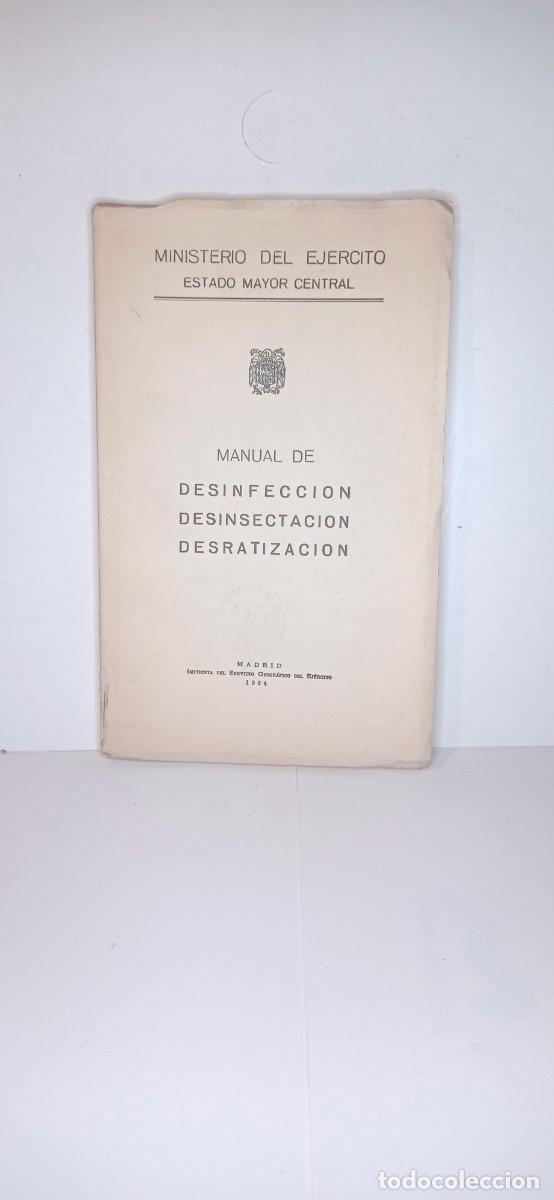 MINISTERIO DEL EJERCITO
ESTADO MAYOR CENTRAL
MANUAL DE
DESINFECCION
DESINSECTACION
DESRATIZACION
MADRID
IMPRENTA DEL SERVICIO GEOGRÁFICO DEL EJÉRCITO
1964
todocoleccion